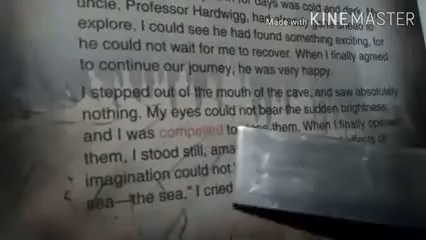 uncle, Professor Hardwigg, had
Made with KINEMASTER
explore. I could see he had found something exciting, for
he could not wait for me to recover. When I finally agreed
to continue our journey, he was very happy.
I stepped out of the mouth of the cave, and saw absolutely
nothing. My eyes could not bear the sudden brightness,
and I was compelled to them. When I finally opened
them, I stood still,
imagination could not
sea—the sea," I cried